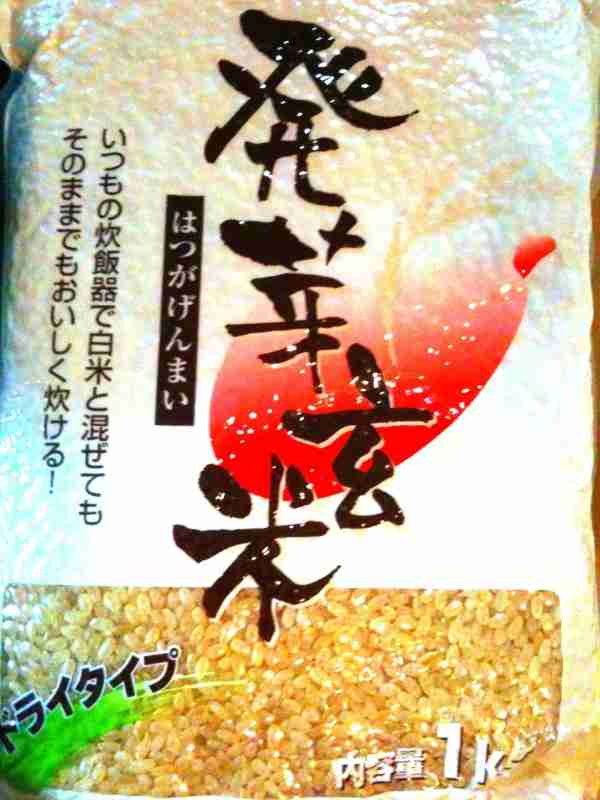 発芽玄米
はつがげんまい
いつもの炊飯器で白米と混ぜても
そのままでもおいしく炊ける！
ドライタイプ
内容量 1k